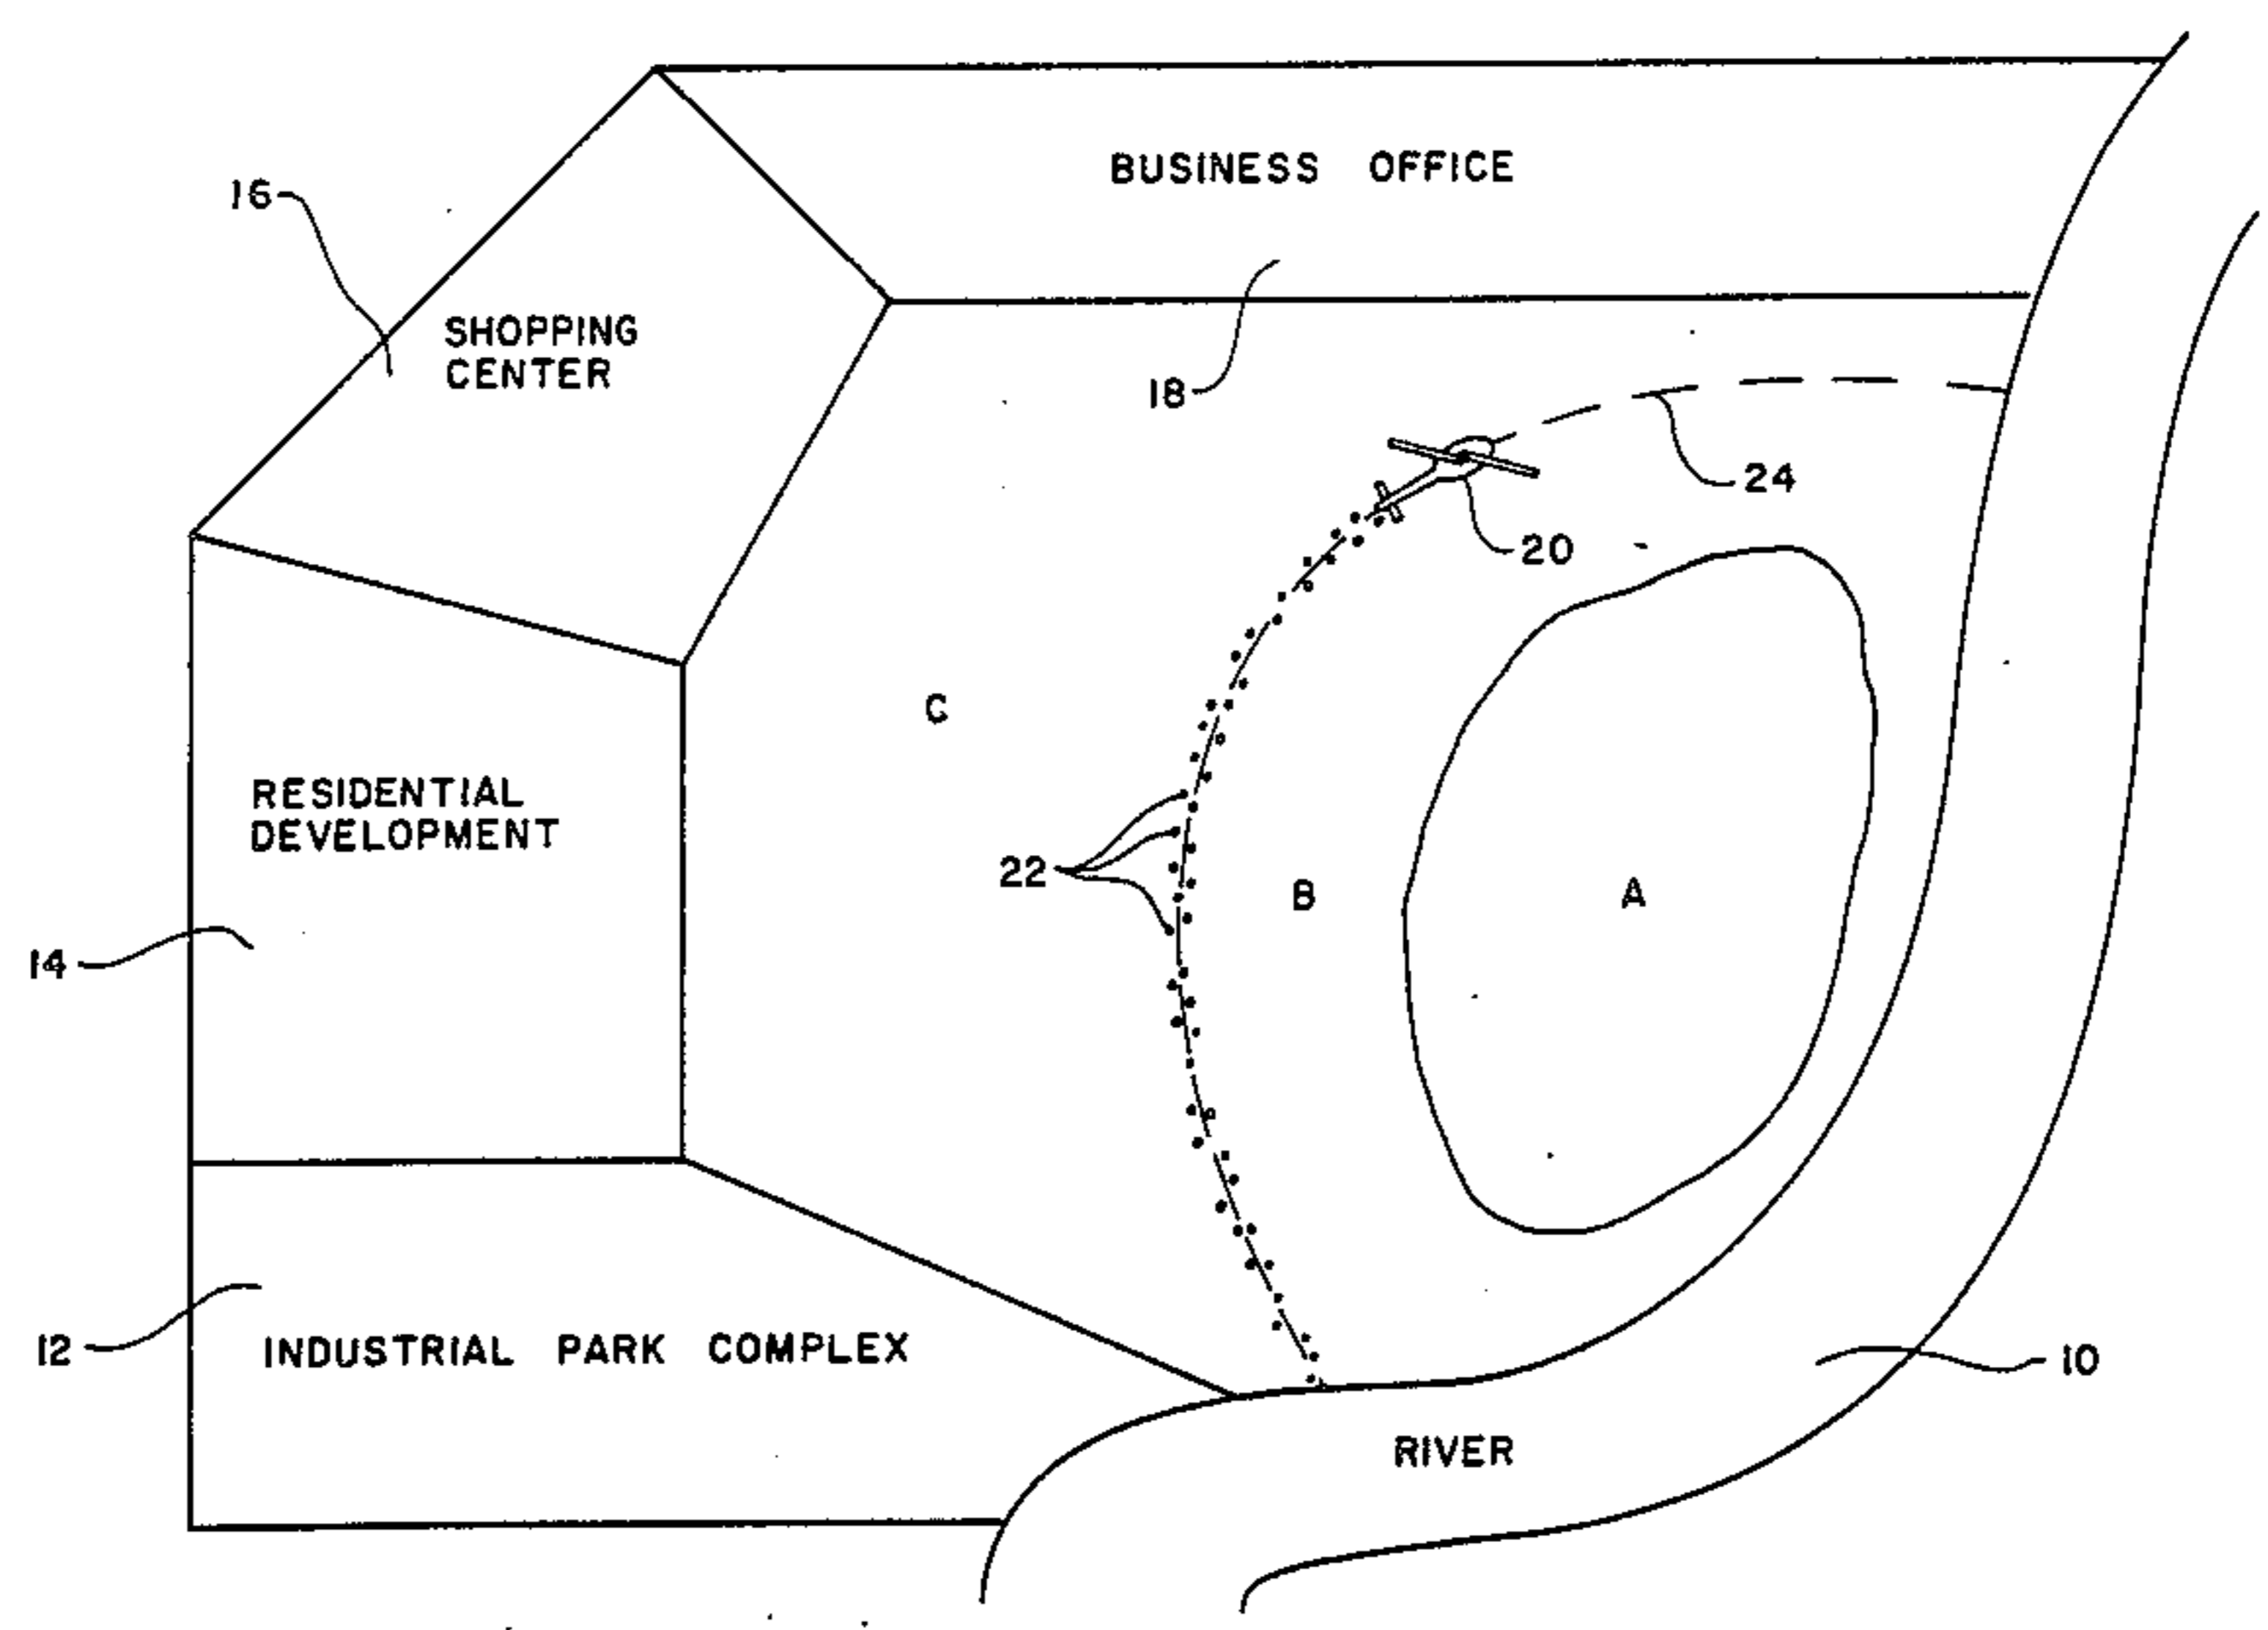 BUSINESS OFFICE
16
SHOPPING
CENTER
18
24
20
C
RESIDENTIAL
DEVELOPMENT
22
B
A
14
12
INDUSTRIAL PARK COMPLEX
10
RIVER